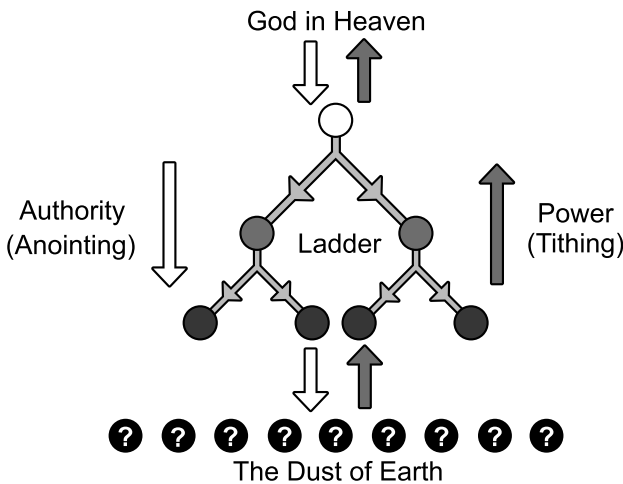 God in Heaven
Authority
(Anointing)
Ladder
Power
(Tithing)
? ? ? ? ? ? ? ? ?
The Dust of Earth